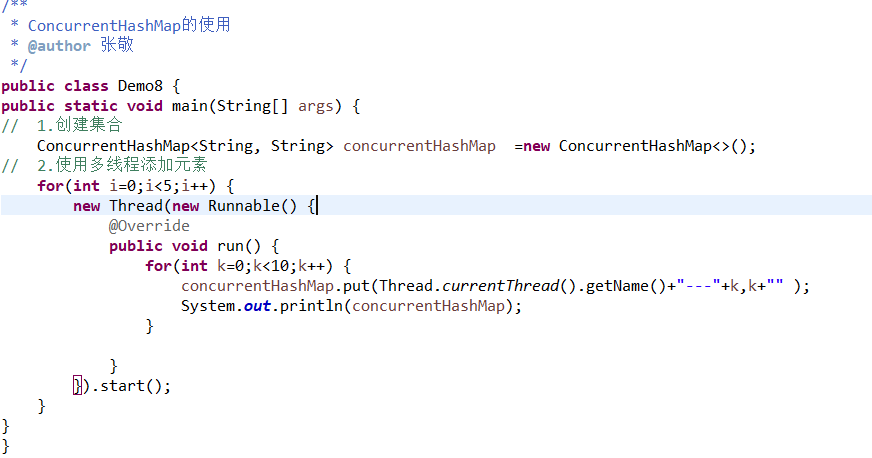 /**
 * ConcurrentHashMap的使用
 * @author 张敬
 */
public class Demo8 {
public static void main(String[] args) {
//  1.创建集合
    ConcurrentHashMap<String, String> concurrentHashMap  =new ConcurrentHashMap<>();
//  2.使用多线程添加元素
    for(int i=0;i<5;i++) {
        new Thread(new Runnable() {
            @Override
            public void run() {
                for(int k=0;k<10;k++) {
                    concurrentHashMap.put(Thread.currentThread().getName()+"---"+k,k+"" );
                    System.out.println(concurrentHashMap);
                }
            }
        }).start();
    }
}
}